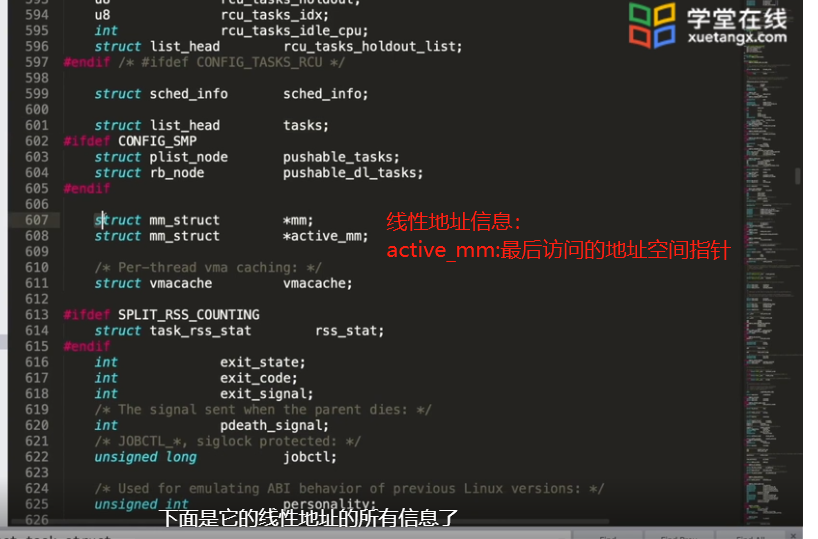 学堂在线
xuetangx.com
594 u8 rcu_tasks_idx;
595 int rcu_tasks_idle_cpu;
596 struct list_head rcu_tasks_holdout_list;
597 #endif /* #ifdef CONFIG_TASKS_RCU */
598
599 struct sched_info sched_info;
600
601 struct list_head tasks;
602 #ifdef CONFIG_SMP
603 struct plist_node pushable_tasks;
604 struct rb_node pushable_dl_tasks;
605 #endif
606
607 struct mm_struct *mm;
线性地址信息：
608 struct mm_struct *active_mm;
active_mm:最后访问的地址空间指针
609
610 /* Per-thread vma caching: */
611 struct vmacache vmacache;
612
613 #ifdef SPLIT_RSS_COUNTING
614 struct task_rss_stat rss_stat;
615 #endif
616 int exit_state;
617 int exit_code;
618 int exit_signal;
619 /* The signal sent when the parent dies: */
620 int pdeath_signal;
621 /* JOBCTL_*, siglock protected: */
622 unsigned long jobctl;
623
624 /* Used for emulating ABI behavior of previous Linux versions: */
625 unsigned int personality;
626
下面是它的线性地址的所有信息了